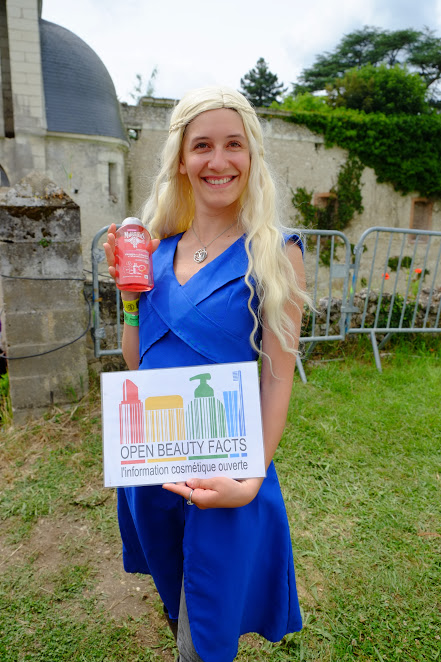 OPEN BEAUTY FACTS
l'information cosmétique ouverte